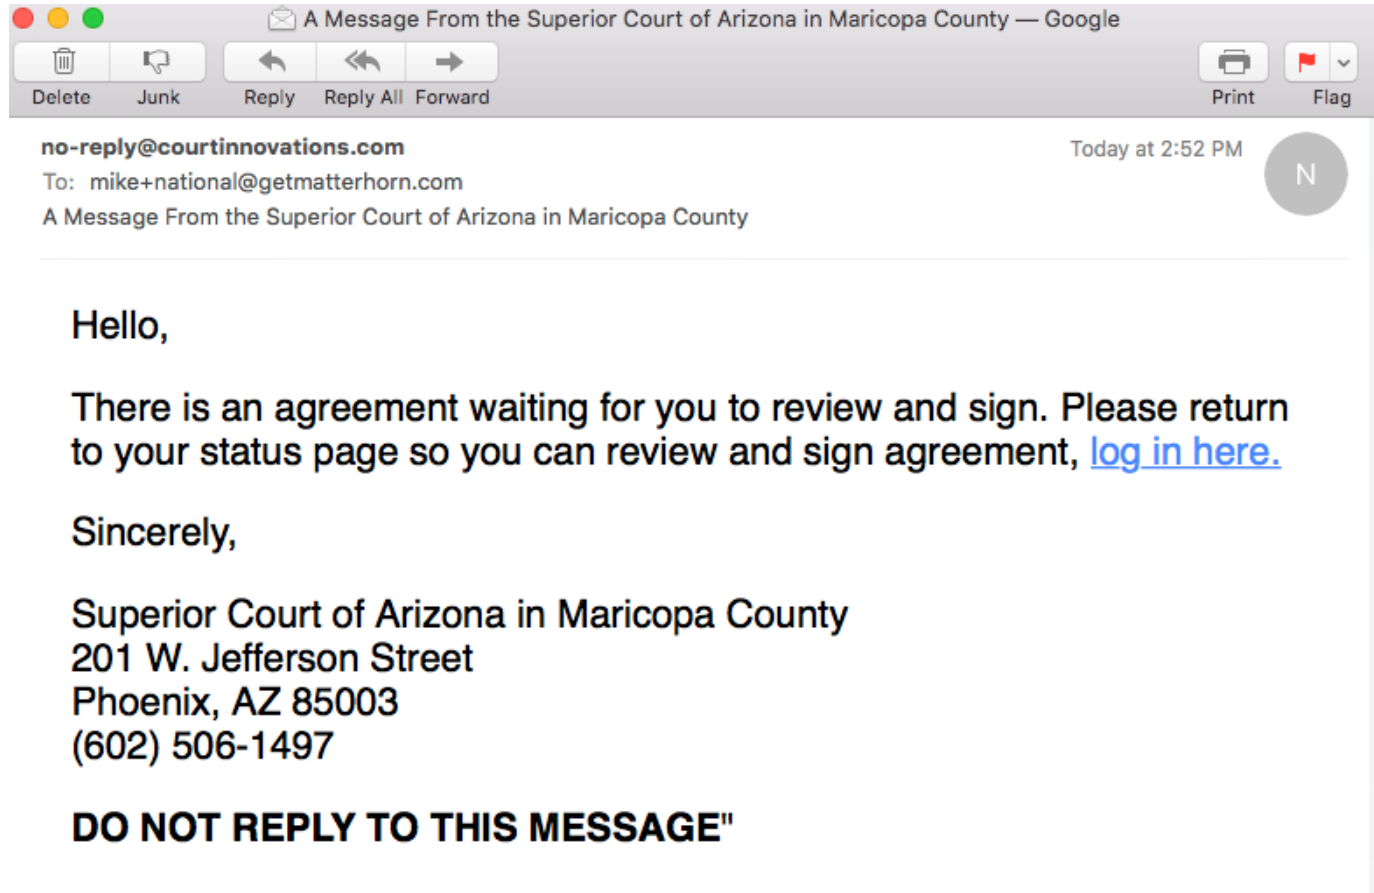 A Message From the Superior Court of Arizona in Maricopa County — Google
Delete Junk Reply Reply All Forward Print Flag
no-reply@courtinnovations.com Today at 2:52 PM
N
To: mike+national@getmatterhorn.com
A Message From the Superior Court of Arizona in Maricopa County
Hello,
There is an agreement waiting for you to review and sign. Please return
to your status page so you can review and sign agreement, log in here.
Sincerely,
Superior Court of Arizona in Maricopa County
201 W. Jefferson Street
Phoenix, AZ 85003
(602) 506-1497
DO NOT REPLY TO THIS MESSAGE"